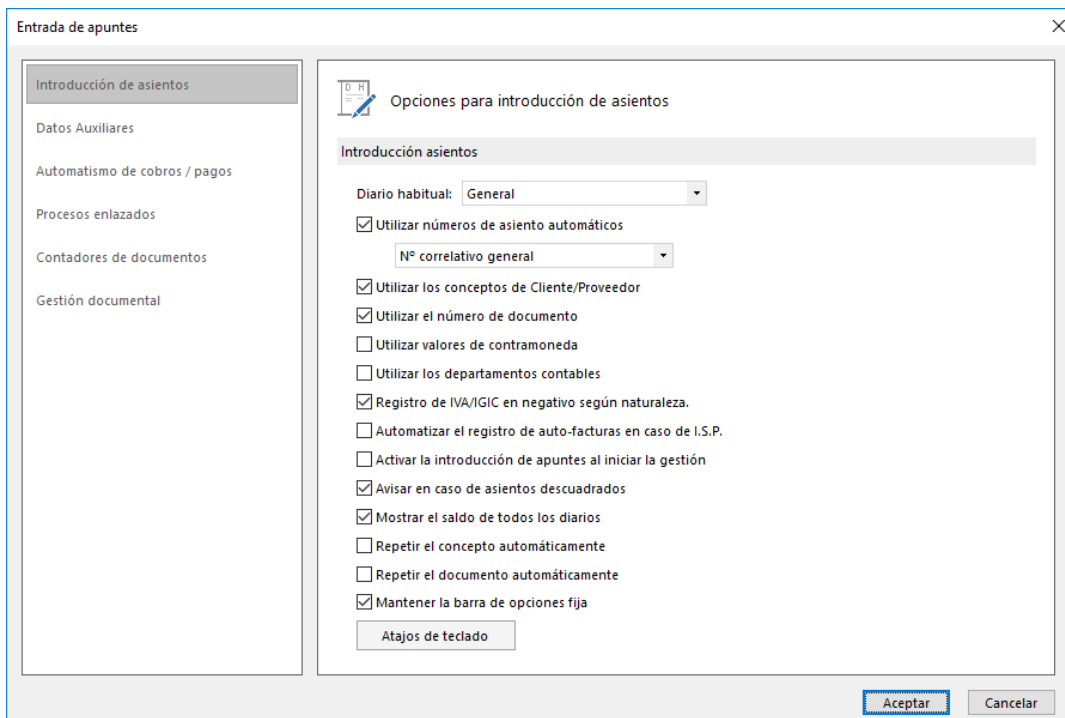 Entrada de apuntes
Introducción de asientos
Datos Auxiliares
Automatismo de cobros / pagos
Procesos enlazados
Contadores de documentos
Gestión documental
D H
Opciones para introducción de asientos
Introducción asientos
Diario habitual: General
Utilizar números de asiento automáticos
Nº correlativo general
Utilizar los conceptos de Cliente/Proveedor
Utilizar el número de documento
Utilizar valores de contramoneda
Utilizar los departamentos contables
Registro de IVA/IGIC en negativo según naturaleza.
Automatizar el registro de auto-facturas en caso de I.S.P.
Activar la introducción de apuntes al iniciar la gestión
Avisar en caso de asientos descuadrados
Mostrar el saldo de todos los diarios
Repetir el concepto automáticamente
Repetir el documento automáticamente
Mantener la barra de opciones fija
Atajos de teclado
Aceptar Cancelar